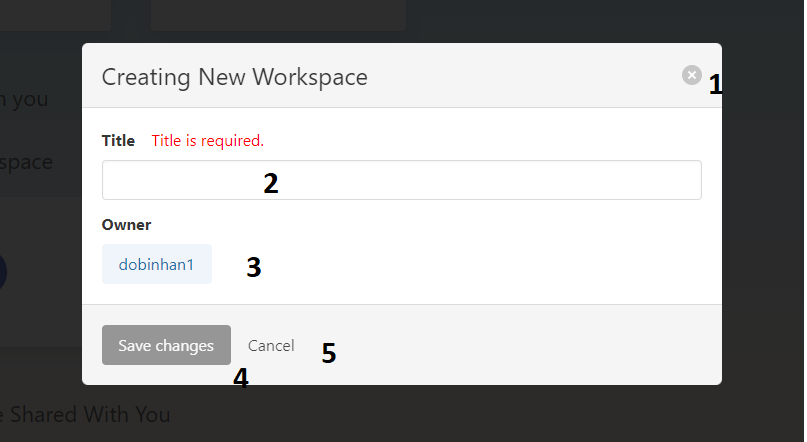 Creating New Workspace
1
n you
Title Title is required.
space
2
Owner
dobinhan1
3
Save changes Cancel
5
4
e Shared With You